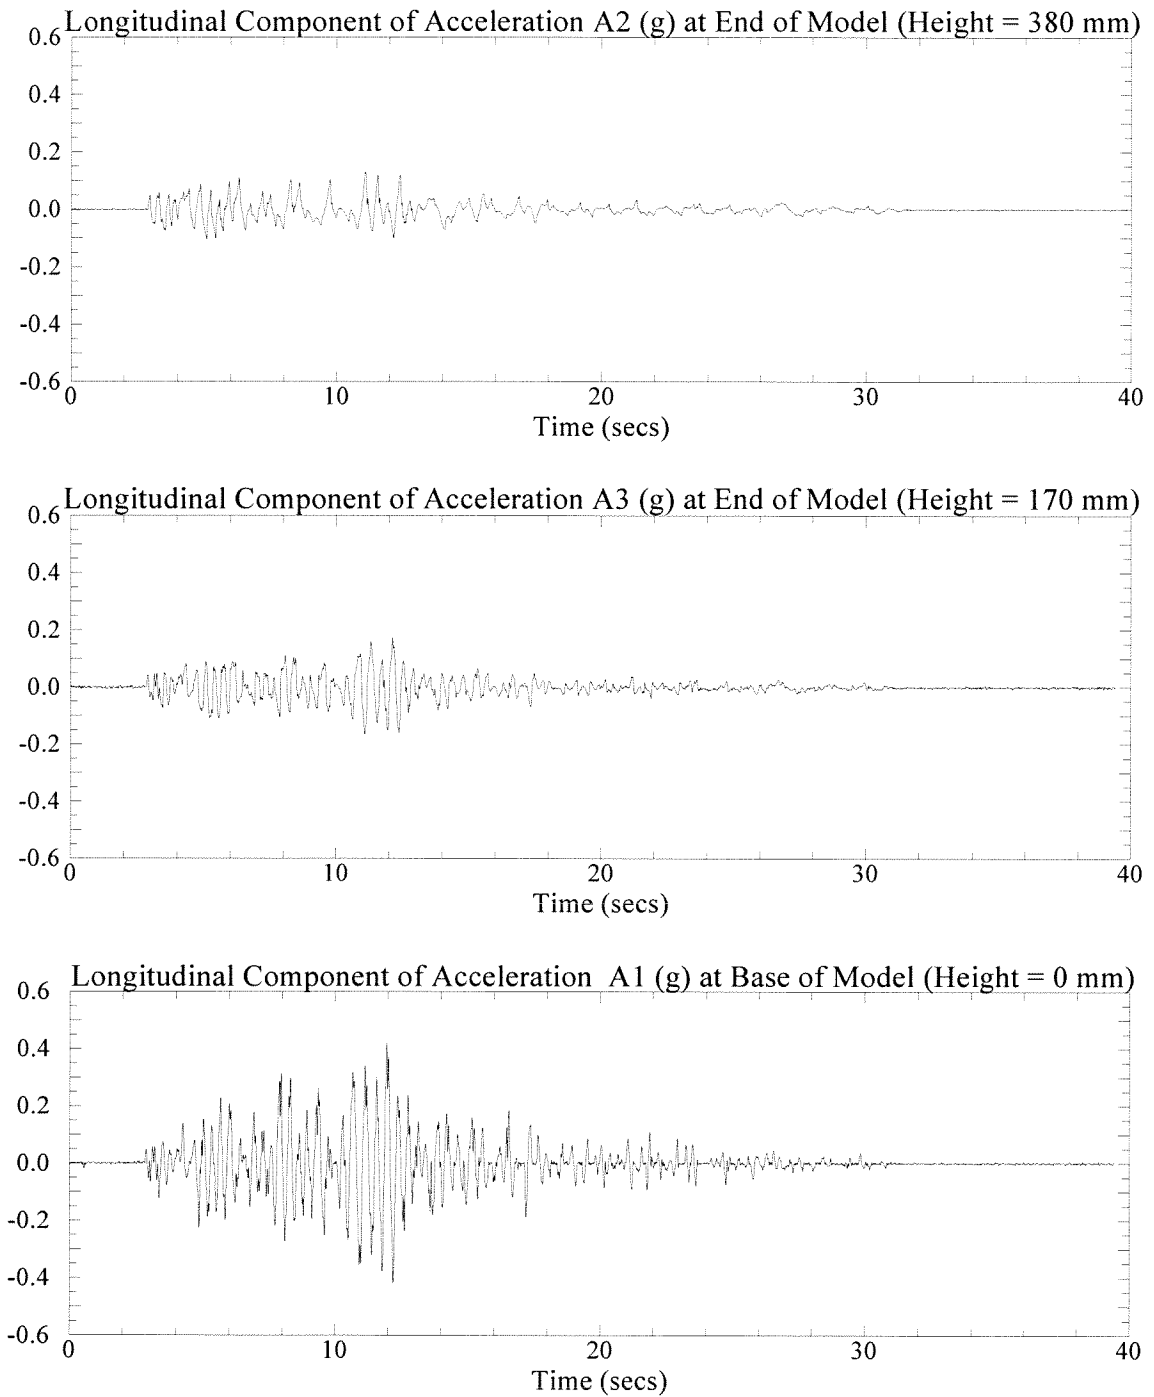 Longitudinal Component of Acceleration A2 (g) at End of Model (Height = 380 mm)
0.6
0.4
0.2
0.0
-0.2
-0.4
-0.6
0 10 20 30 40
Time (secs)
Longitudinal Component of Acceleration A3 (g) at End of Model (Height = 170 mm)
0.6
0.4
0.2
0.0
-0.2
-0.4
-0.6
0 10 20 30 40
Time (secs)
Longitudinal Component of Acceleration A1 (g) at Base of Model (Height = 0 mm)
0.6
0.4
0.2
0.0
-0.2
-0.4
-0.6
0 10 20 30 40
Time (secs)